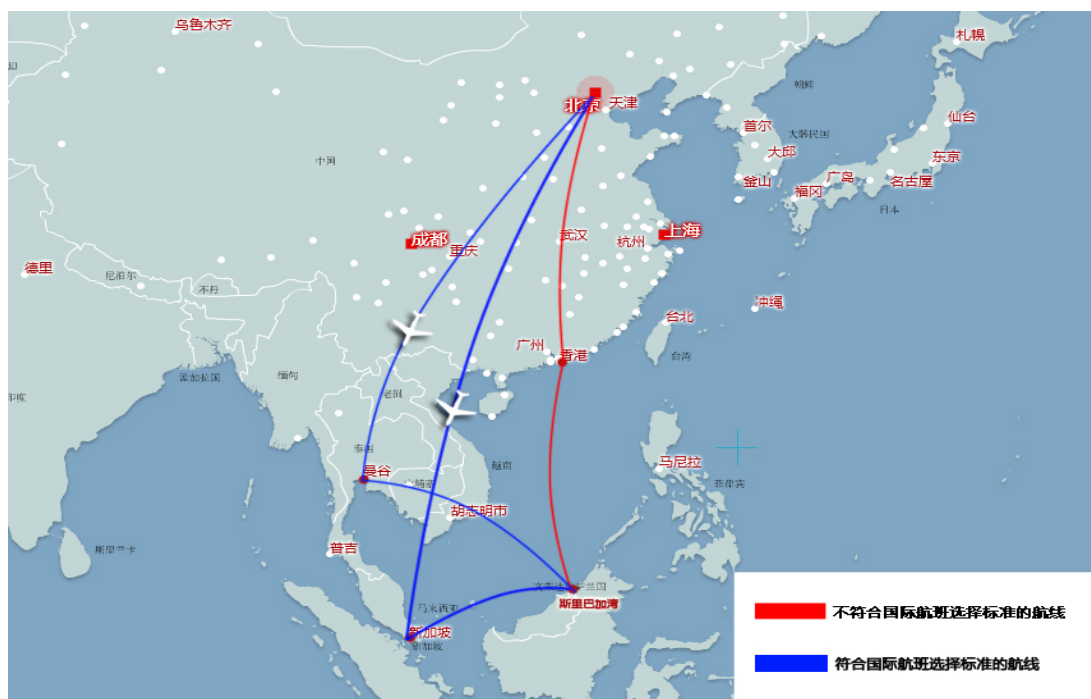 乌鲁木齐
札幌
朝鲜
北京
天津
首尔
大韩民国
仙台
大邱
中国
东京
釜山
广岛
名古屋
福冈
日本
成都
重庆
武汉
杭州
上海
德里
尼泊尔
不丹
冲绳
台北
广州
香港
台湾
孟加拉国
缅甸
老挝
印度
泰国
曼谷
越南
马尼拉
菲律宾
柬埔寨
胡志明市
斯里兰卡
普吉
斯里巴加湾
马来西亚
新加坡
新加坡
不符合国际航班选择标准的航线
符合国际航班选择标准的航线